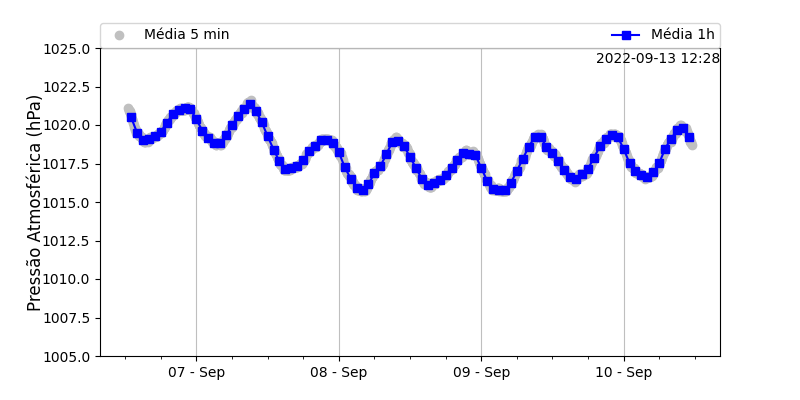 Média 5 min
Média 1h
2022-09-13 12:28
Pressão Atmosférica (hPa)
1025.0
1022.5
1020.0
1017.5
1015.0
1012.5
1010.0
1007.5
1005.0
07 - Sep
08 - Sep
09 - Sep
10 - Sep